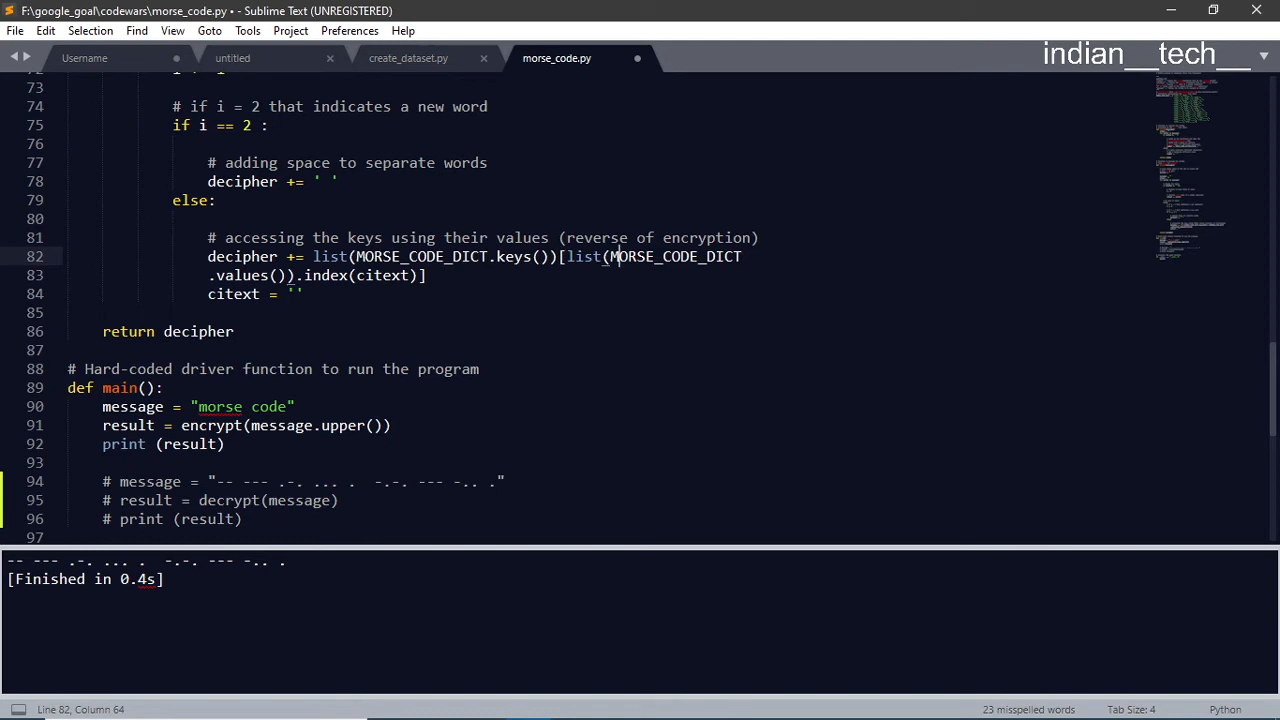 F:\google_goal\codewars\morse_code.py • - Sublime Text (UNREGISTERED)
File Edit Selection Find View Goto Tools Project Preferences Help
Username untitled create_dataset.py morse_code.py indian__tech__
73
74 # if i = 2 that indicates a new word
75 if i == 2 :
76
77 # adding space to separate words
78 decipher += ' '
79 else:
80
81 # accessing the keys using their values (reverse of encryption)
82 decipher += list(MORSE_CODE_DICT.keys())[list(MORSE_CODE_DICT
83 .values()).index(citext)]
84 citext = ''
85
86 return decipher
87
88 # Hard-coded driver function to run the program
89 def main():
90 message = "morse code"
91 result = encrypt(message.upper())
92 print (result)
93
94 # message = "-- --- .-. ... .  -.-. --- -.. ."
95 # result = decrypt(message)
96 # print (result)
97
-- --- .-. ... .  -.-. --- -.. .
[Finished in 0.4s]
Line 82, Column 64 23 misspelled words Tab Size: 4 Python